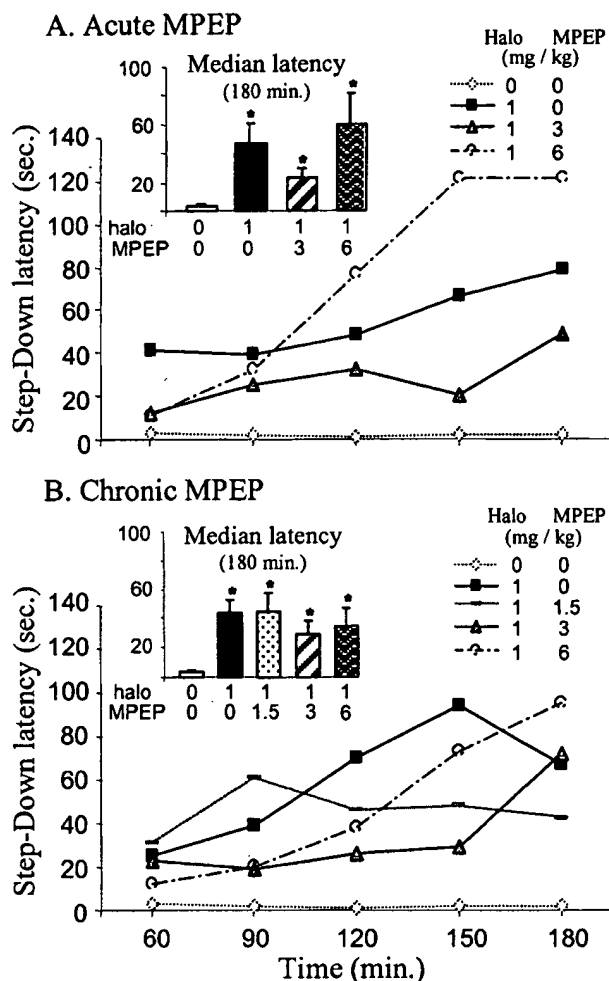 A. Acute MPEP
Halo MPEP
(mg / kg)
0 0
1 0
1 3
1 6
Median latency
(180 min.)
100
60
20
* * *
halo 0 1 1 1
MPEP 0 0 3 6
Step-Down latency (sec.)
140
120
100
80
60
40
20
0
B. Chronic MPEP
Halo MPEP
(mg / kg)
0 0
1 0
1 1.5
1 3
1 6
Median latency
(180 min.)
100
60
20
* * * *
halo 0 1 1 1 1
MPEP 0 0 1.5 3 6
Step-Down latency (sec.)
140
120
100
80
60
40
20
0
60 90 120 150 180
Time (min.)